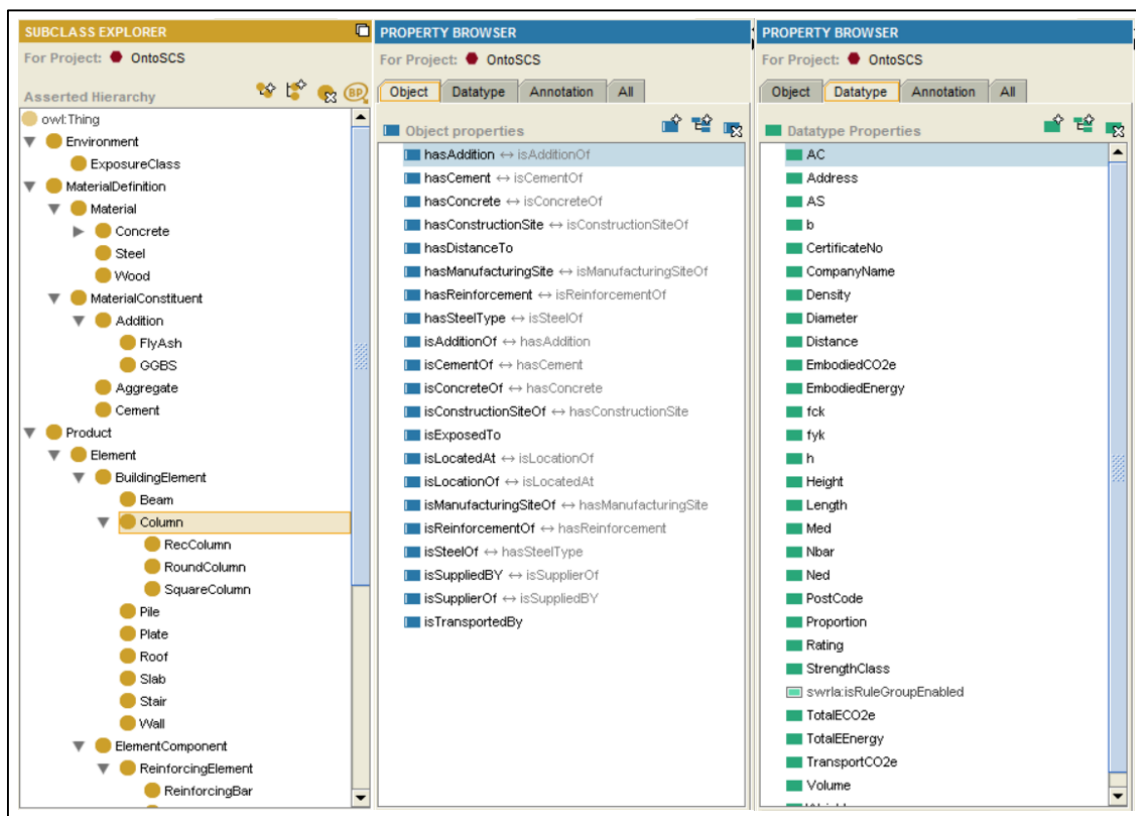 SUBCLASS EXPLORER
For Project: OntoSCS
Asserted Hierarchy
BP
owl:Thing
Environment
ExposureClass
MaterialDefinition
Material
Concrete
Steel
Wood
MaterialConstituent
Addition
FlyAsh
GGBS
Aggregate
Cement
Product
Element
BuildingElement
Beam
Column
RecColumn
RoundColumn
SquareColumn
Pile
Plate
Roof
Slab
Stair
Wall
ElementComponent
ReinforcingElement
ReinforcingBar
PROPERTY BROWSER
For Project: OntoSCS
Object Datatype Annotation All
Object properties
hasAddition ↔ isAdditionOf
hasCement ↔ isCementOf
hasConcrete ↔ isConcreteOf
hasConstructionSite ↔ isConstructionSiteOf
hasDistanceTo
hasManufacturingSite ↔ isManufacturingSiteOf
hasReinforcement ↔ isReinforcementOf
hasSteelType ↔ isSteelOf
isAdditionOf ↔ hasAddition
isCementOf ↔ hasCement
isConcreteOf ↔ hasConcrete
isConstructionSiteOf ↔ hasConstructionSite
isExposedTo
isLocatedAt ↔ isLocationOf
isLocationOf ↔ isLocatedAt
isManufacturingSiteOf ↔ hasManufacturingSite
isReinforcementOf ↔ hasReinforcement
isSteelOf ↔ hasSteelType
isSuppliedBY ↔ isSupplierOf
isSupplierOf ↔ isSuppliedBY
isTransportedBy
PROPERTY BROWSER
For Project: OntoSCS
Object Datatype Annotation All
Datatype Properties
AC
Address
AS
b
CertificateNo
CompanyName
Density
Diameter
Distance
EmbodiedCO2e
EmbodiedEnergy
fck
fyk
h
Height
Length
Med
Nbar
Ned
PostCode
Proportion
Rating
StrengthClass
swrla:isRuleGroupEnabled
TotalECO2e
TotalEEnergy
TransportCO2e
Volume